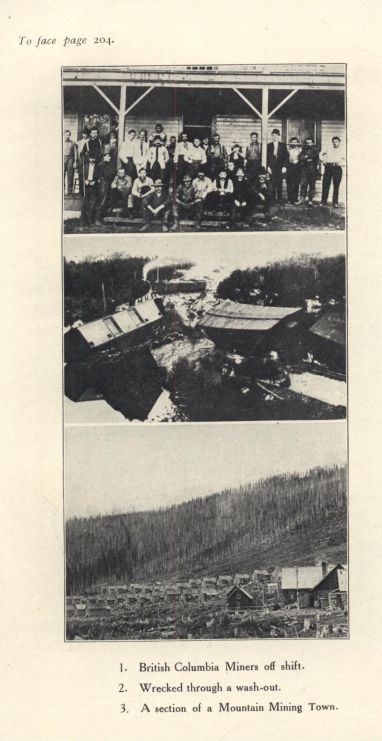 To face page 204.
1. British Columbia Miners off shift.
2. Wrecked through a wash-out.
3. A section of a Mountain Mining Town.